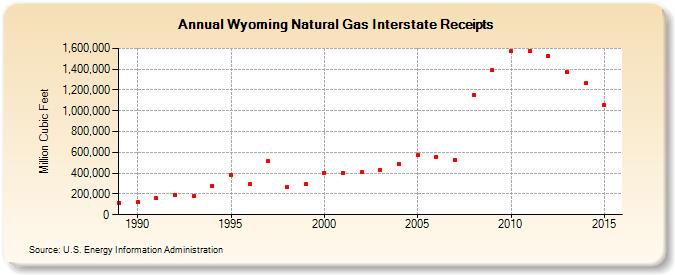 Annual Wyoming Natural Gas Interstate Receipts
Million Cubic Feet
1,600,000
1,400,000
1,200,000
1,000,000
800,000
600,000
400,000
200,000
0
1990 1995 2000 2005 2010 2015
Source: U.S. Energy Information Administration